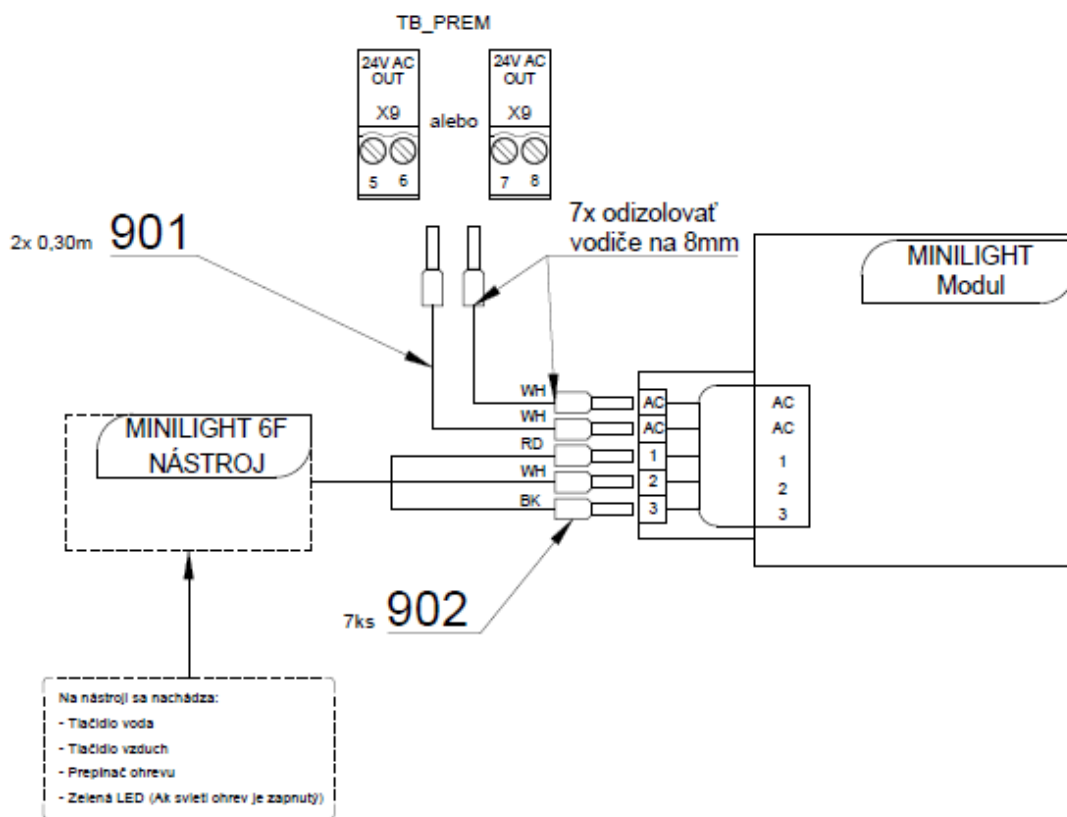 TB_PREM
24V AC
OUT
X9
5 6
alebo
24V AC
OUT
X9
7 8
2x 0,30m 901
7x odizolovať
vodiče na 8mm
MINILIGHT
Modul
WH
WH
RD
WH
BK
AC
AC
1
2
3
AC
AC
1
2
3
MINILIGHT 6F
NÁSTROJ
7ks 902
Na nástroji sa nachádza:
- Tlačidlo voda
- Tlačidlo vzduch
- Prepínač ohrevu
- Zelená LED (Ak svieti ohrev je zapnutý)